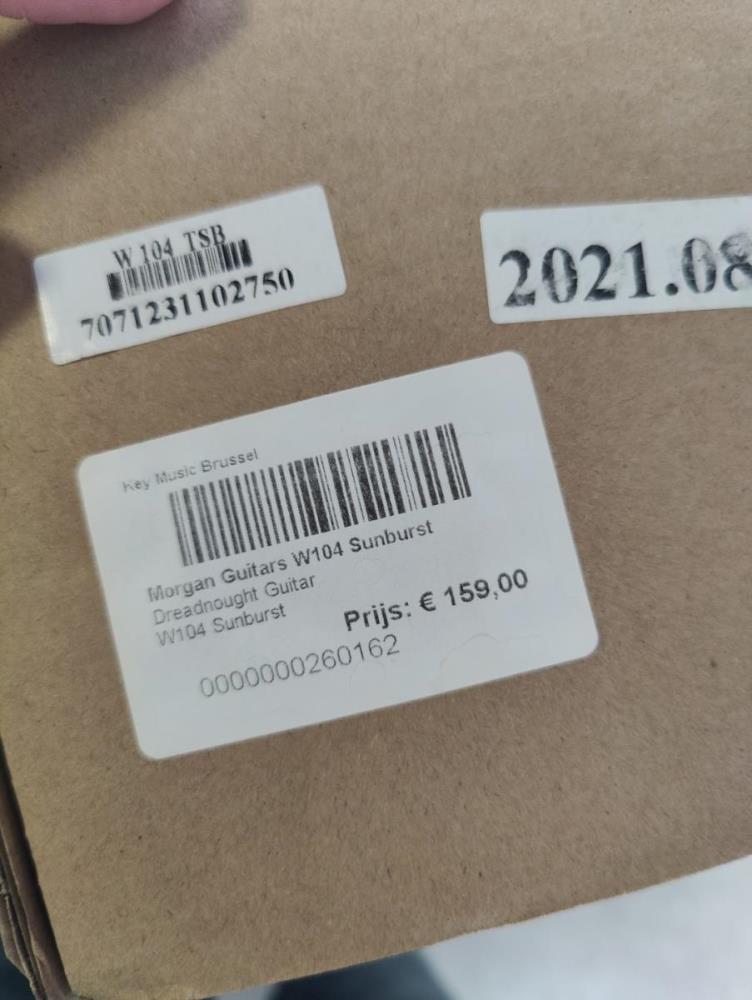 W 104 TSB
7071231102750
2021.08
Key Music Brussel
Morgan Guitars W104 Sunburst
Dreadnought Guitar
W104 Sunburst
Prijs: € 159,00
0000000260162